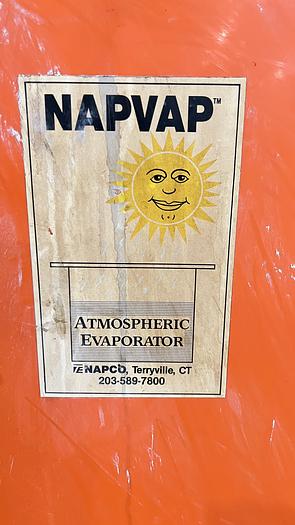 NAPVAP™
ATMOSPHERIC
EVAPORATOR
NAPCO, Terryville, CT
203-589-7800